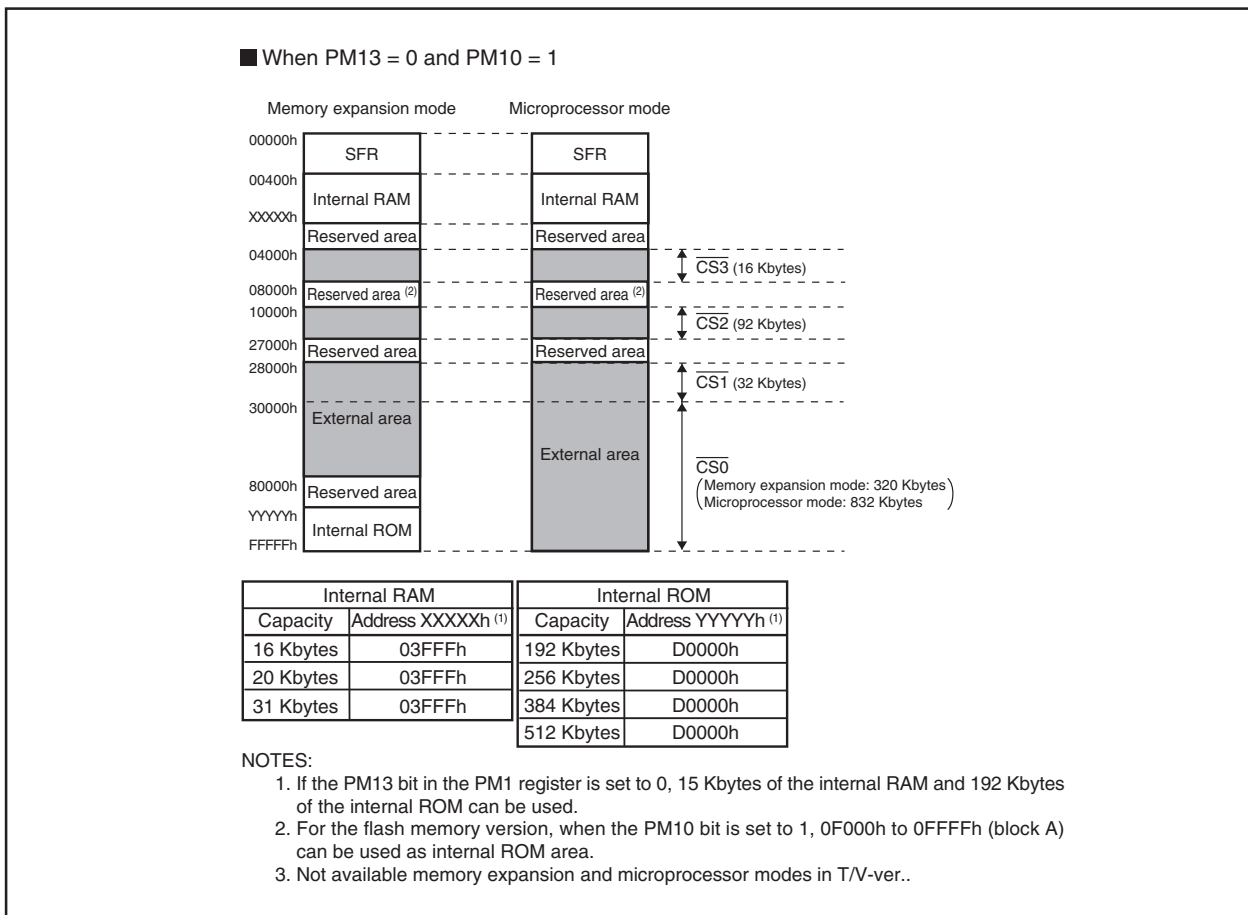 ■ When PM13 = 0 and PM10 = 1
Memory expansion mode Microprocessor mode
00000h
SFR SFR
00400h
Internal RAM Internal RAM
XXXXXh
Reserved area Reserved area
04000h
CS3 (16 Kbytes)
08000h Reserved area (2) Reserved area (2)
10000h
CS2 (92 Kbytes)
27000h Reserved area Reserved area
28000h
CS1 (32 Kbytes)
30000h
External area
External area
CS0
(Memory expansion mode: 320 Kbytes
Microprocessor mode: 832 Kbytes)
80000h Reserved area
YYYYYh
Internal ROM
FFFFFh
Internal RAM Internal ROM
Capacity Address XXXXXh (1) Capacity Address YYYYYh (1)
16 Kbytes 03FFFh 192 Kbytes D0000h
20 Kbytes 03FFFh 256 Kbytes D0000h
31 Kbytes 03FFFh 384 Kbytes D0000h
512 Kbytes D0000h
NOTES:
1. If the PM13 bit in the PM1 register is set to 0, 15 Kbytes of the internal RAM and 192 Kbytes
of the internal ROM can be used.
2. For the flash memory version, when the PM10 bit is set to 1, 0F000h to 0FFFFh (block A)
can be used as internal ROM area.
3. Not available memory expansion and microprocessor modes in T/V-ver..